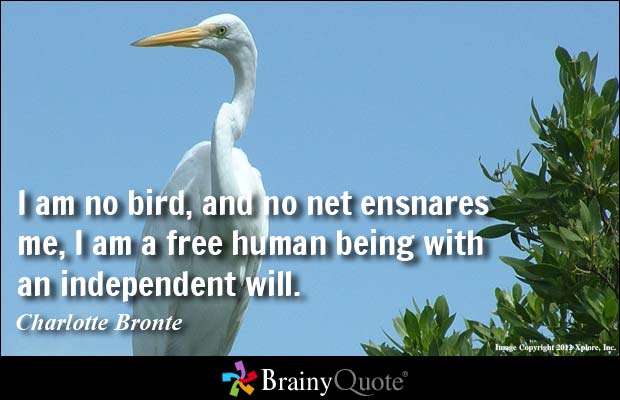 I am no bird, and no net ensnares
me, I am a free human being with
an independent will.
Charlotte Bronte
Image Copyright 2012 Xplore, Inc.
BrainyQuote®